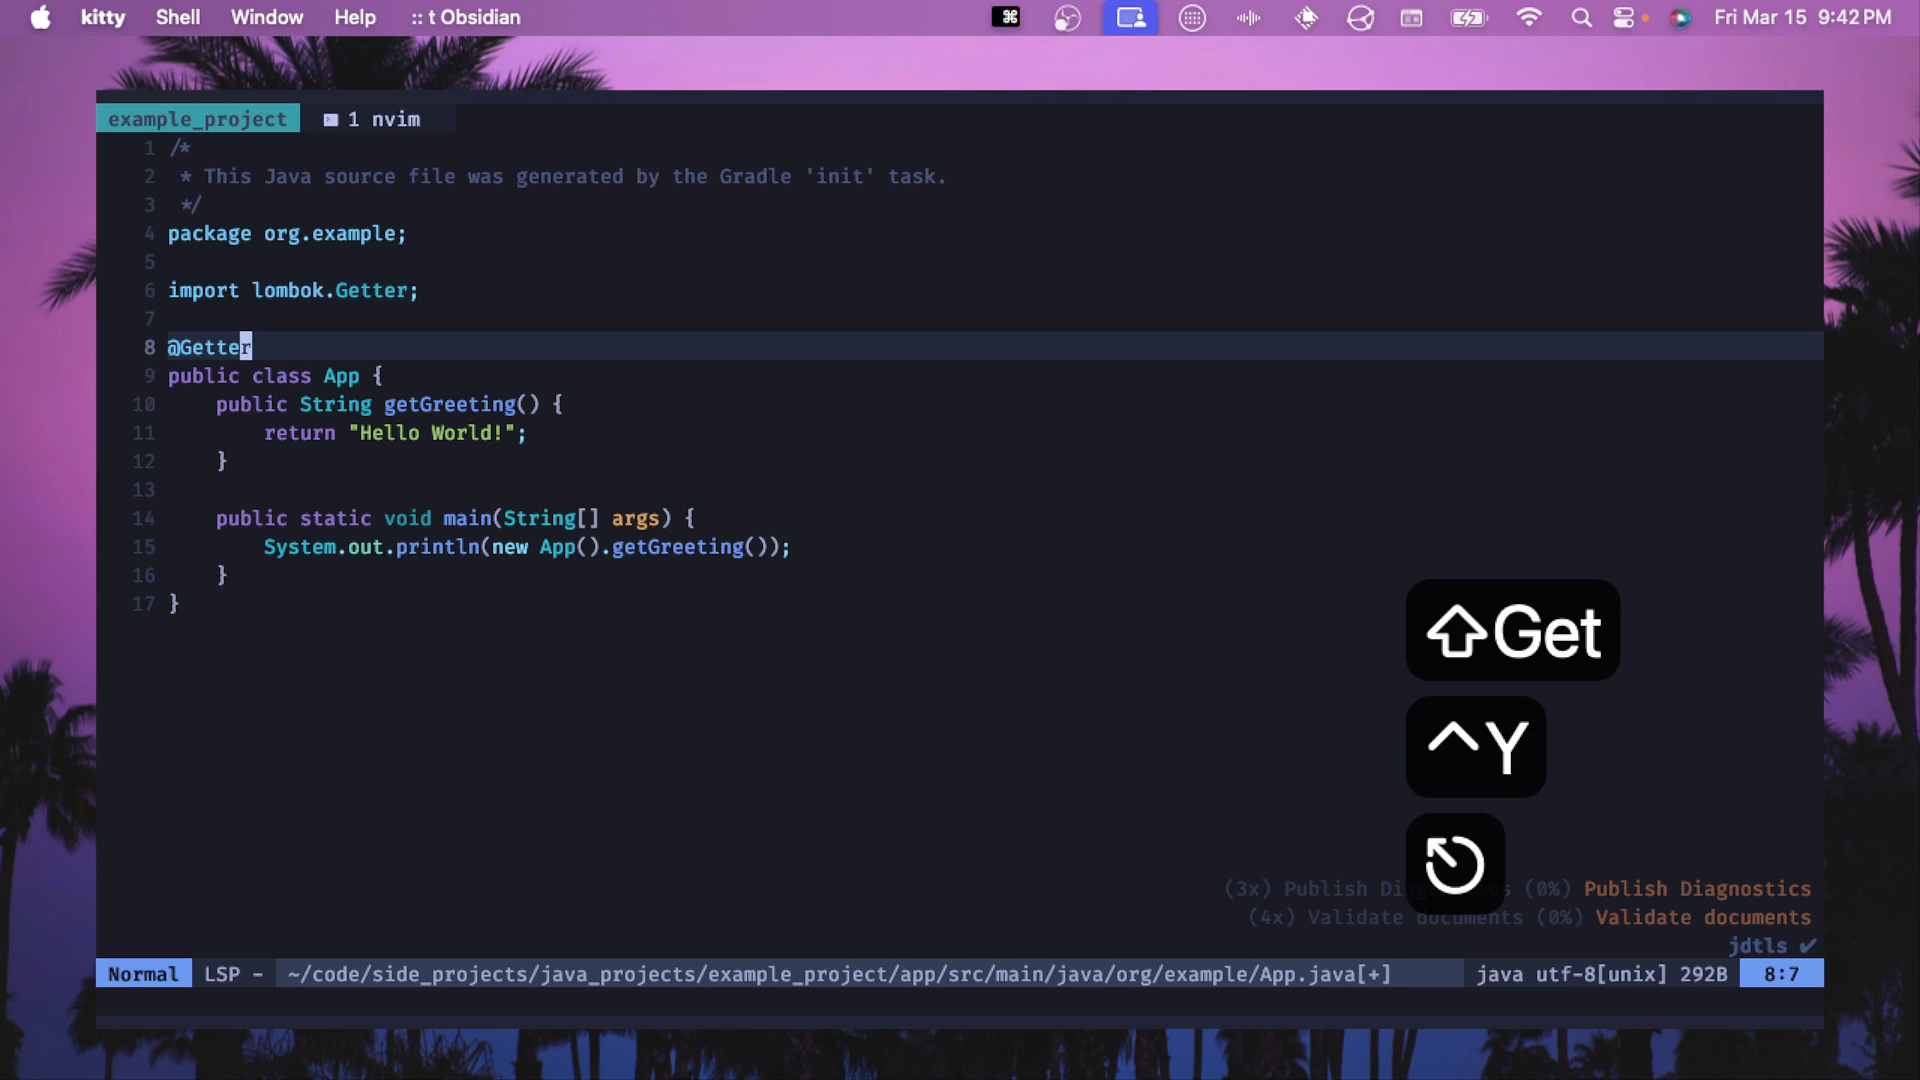 kitty Shell Window Help :: t Obsidian Fri Mar 15 9:42 PM
example_project 1 nvim
1 /*
2 * This Java source file was generated by the Gradle 'init' task.
3 */
4 package org.example;
5
6 import lombok.Getter;
7
8 @Getter
9 public class App {
10 public String getGreeting() {
11 return "Hello World!";
12 }
13
14 public static void main(String[] args) {
15 System.out.println(new App().getGreeting());
16 }
17 }
⇧Get
^Y
(3x) Publish Diagnostics (0%) Publish Diagnostics
(4x) Validate documents (0%) Validate documents
jdtls ✔
Normal LSP - ~/code/side_projects/java_projects/example_project/app/src/main/java/org/example/App.java[+] java utf-8[unix] 292B 8:7